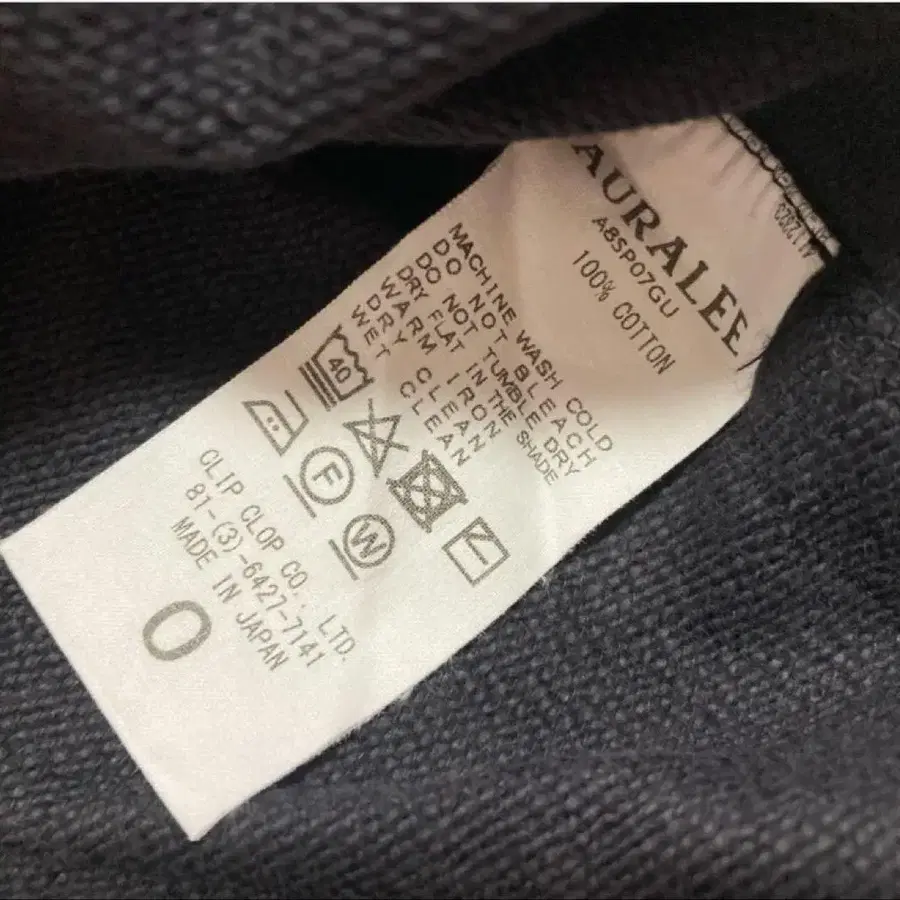 AURALEE
A8SP07GU
100% COTTON
MACHINE WASH COLD
DO NOT BLEACH
DO NOT TUMBLE DRY
DRY FLAT IN THE SHADE
WARM IRON
DRY CLEAN
WET CLEAN
40
F
W
CLIP CLOP CO., LTD.
81-(3)-6427-7141
MADE IN JAPAN
0